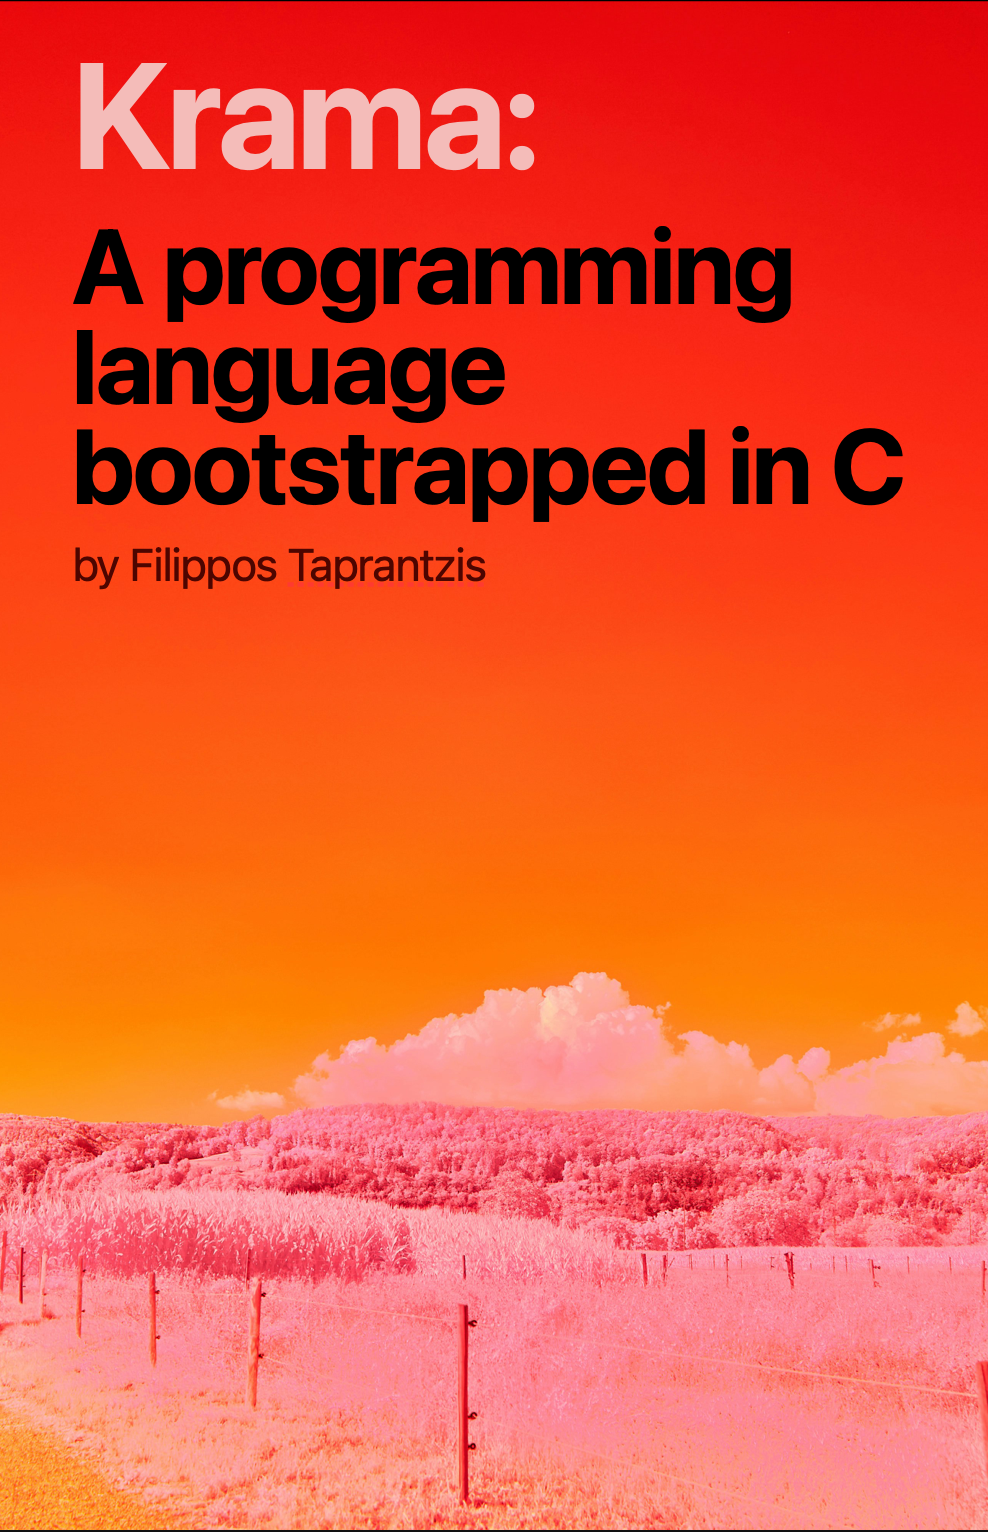 Krama:
A programming
language
bootstrapped in C
by Filippos Taprantzis